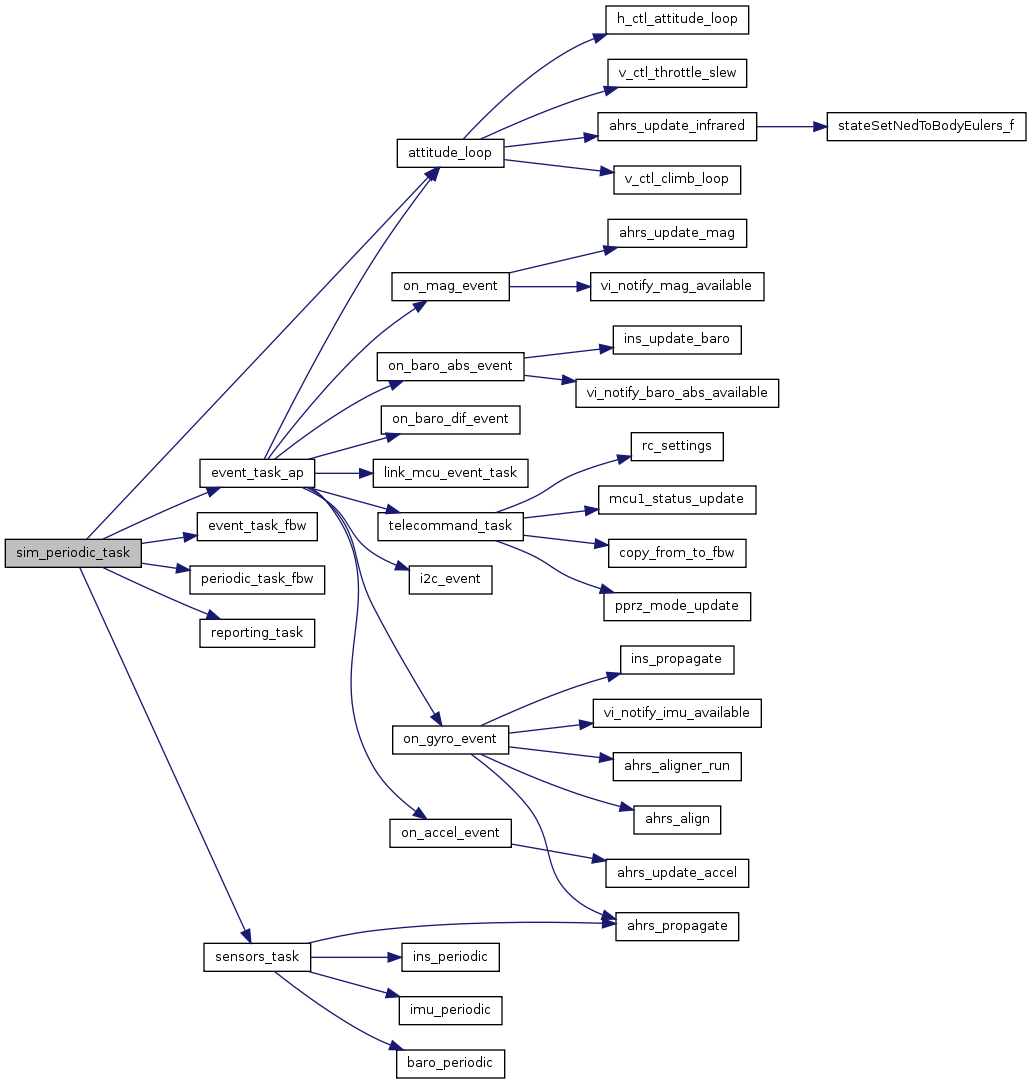 h_ctl_attitude_loop
v_ctl_throttle_slew
ahrs_update_infrared
stateSetNedToBodyEulers_f
attitude_loop
v_ctl_climb_loop
ahrs_update_mag
on_mag_event
vi_notify_mag_available
ins_update_baro
on_baro_abs_event
vi_notify_baro_abs_available
on_baro_dif_event
rc_settings
event_task_ap
link_mcu_event_task
mcu1_status_update
event_task_fbw
telecommand_task
sim_periodic_task
copy_from_to_fbw
periodic_task_fbw
i2c_event
pprz_mode_update
reporting_task
ins_propagate
vi_notify_imu_available
on_gyro_event
ahrs_aligner_run
ahrs_align
on_accel_event
ahrs_update_accel
ahrs_propagate
sensors_task
ins_periodic
imu_periodic
baro_periodic